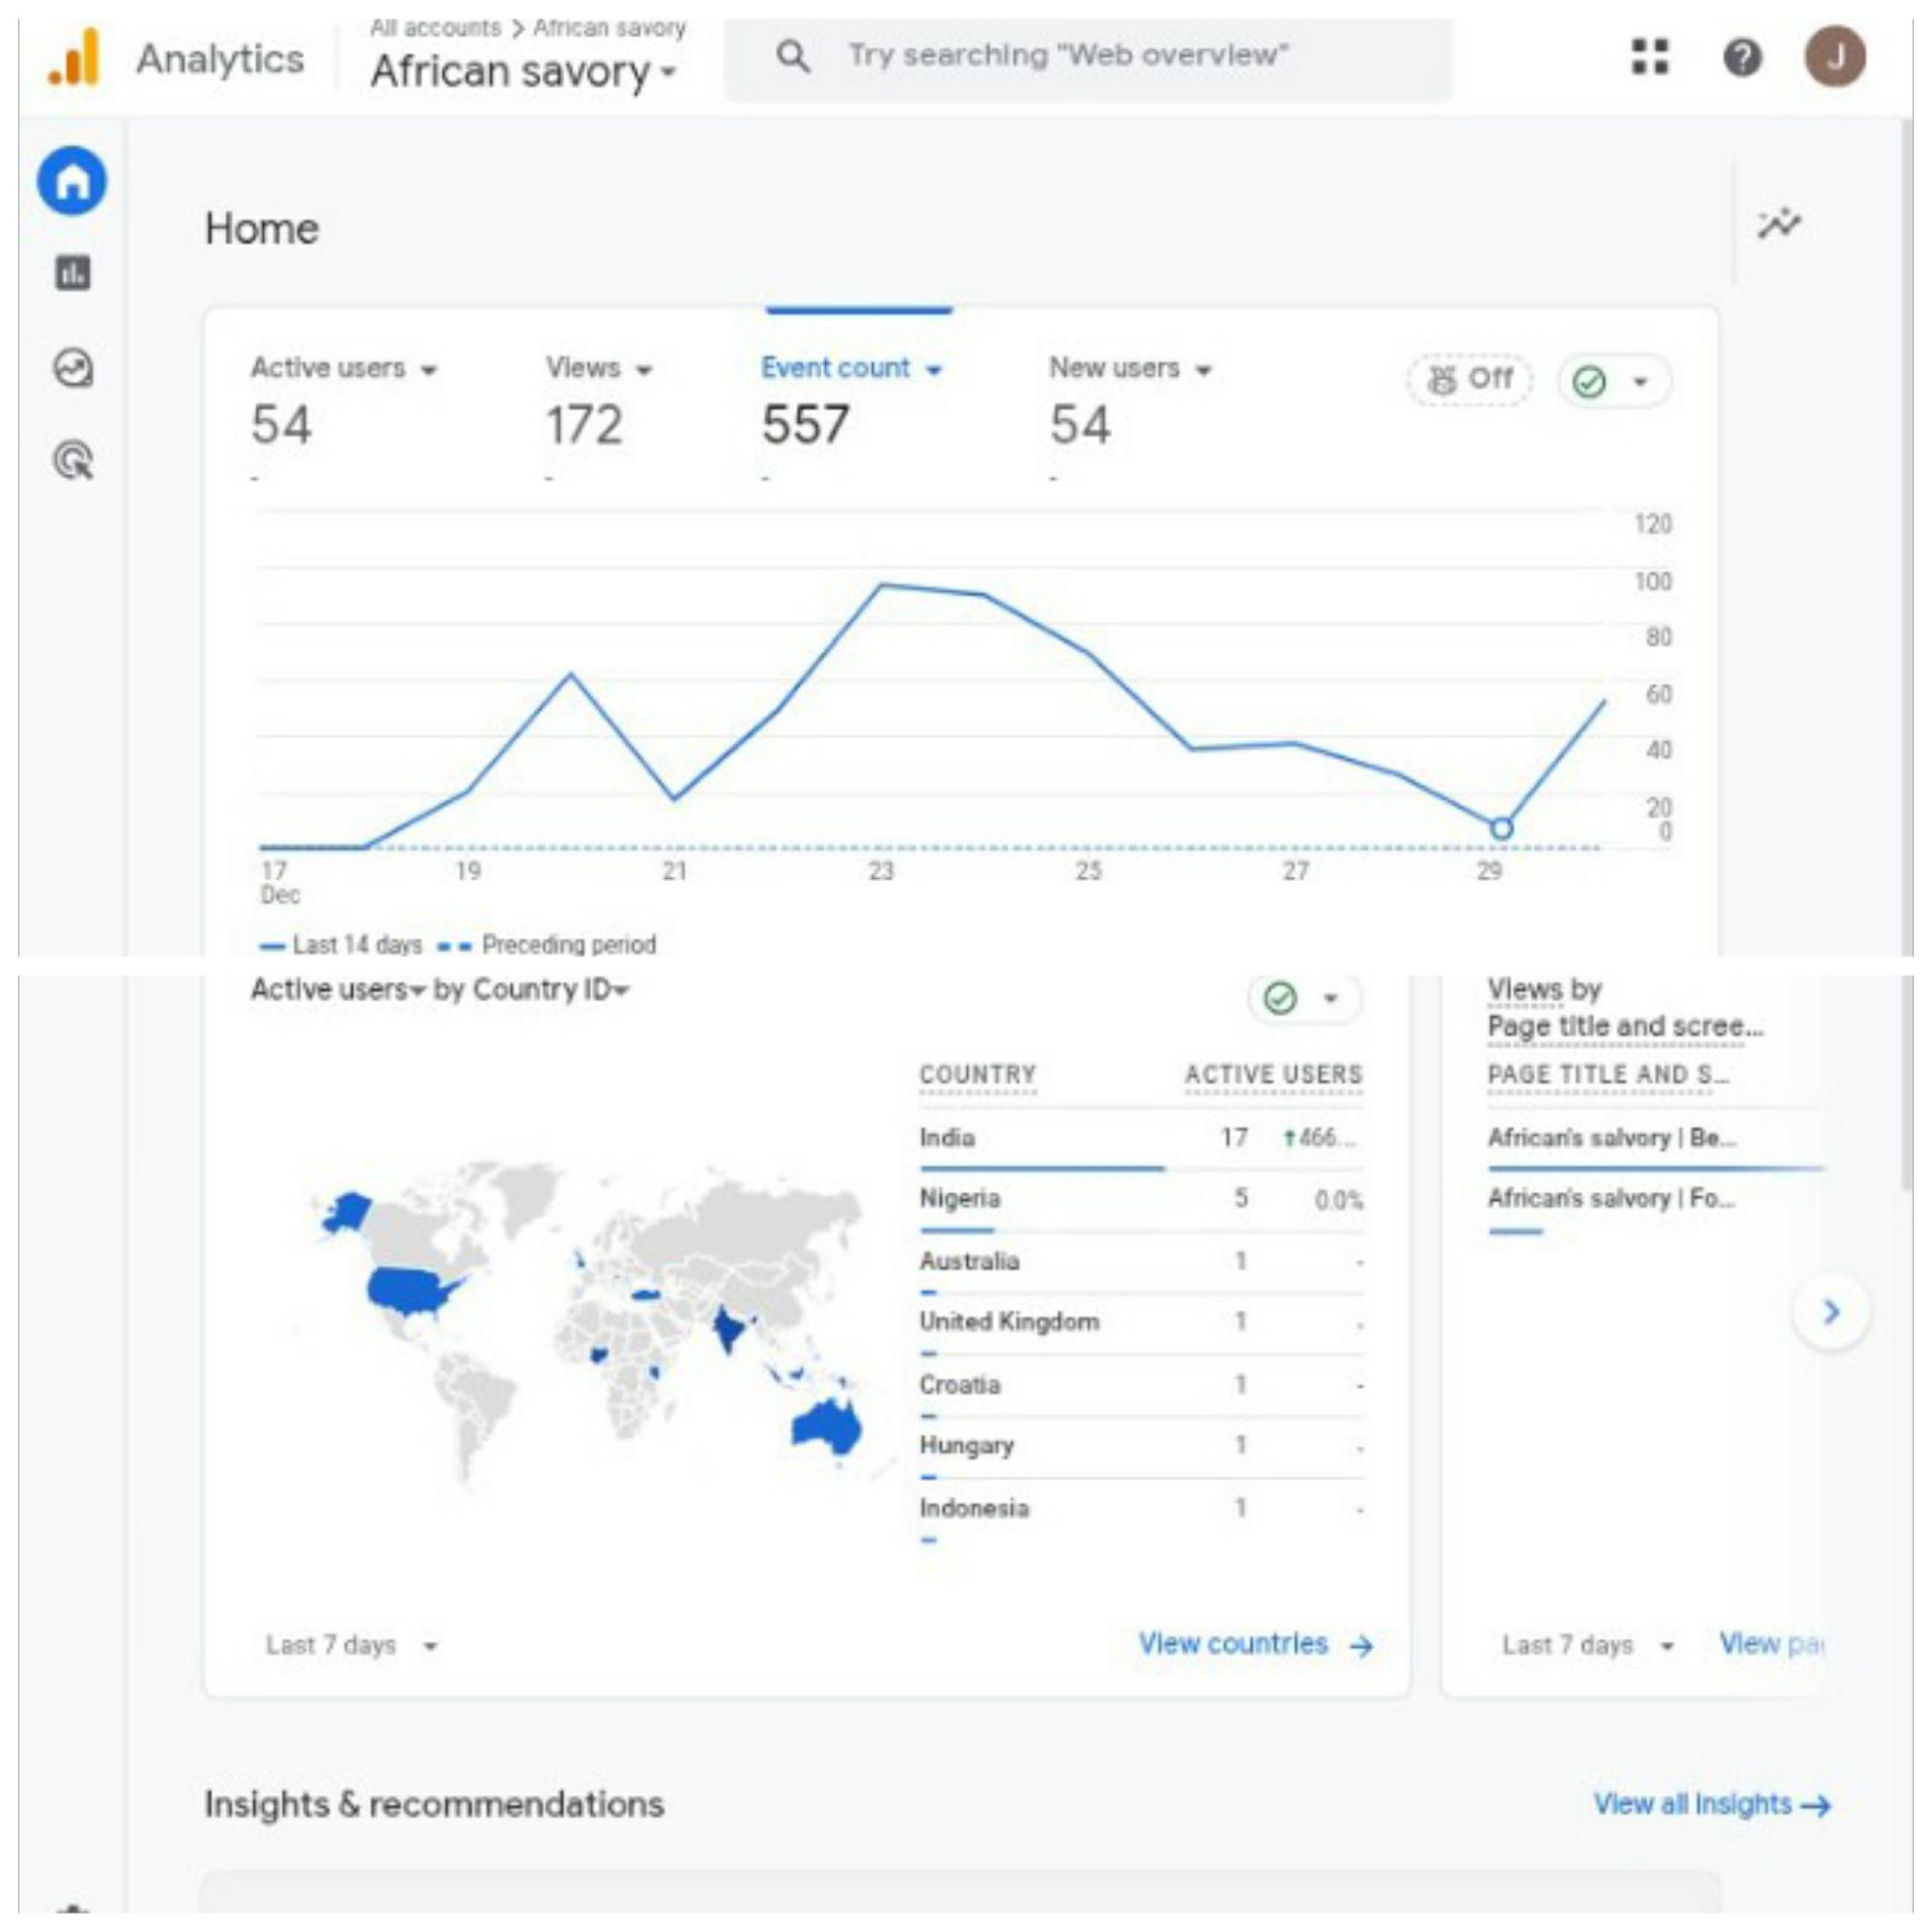 All accounts > African savory
Analytics
African savory
Try searching "Web overview"
J
Home
Active users
Views
Event count
New users
54
172
557
54
Off
-
-
-
-
120
100
80
60
40
20
0
17
19
21
23
25
27
29
Dec
Last 14 days
Preceding period
Active users by Country ID
COUNTRY
ACTIVE USERS
India 17 ↑466...
Nigeria 5 0.0%
Australia 1 -
United Kingdom 1 -
Croatia 1 -
Hungary 1 -
Indonesia 1 -
Last 7 days
View countries →
Views by
Page title and scree...
PAGE TITLE AND S...
African's salvory | Be...
African's salvory | Fo...
Last 7 days
View
Insights & recommendations
View all insights →